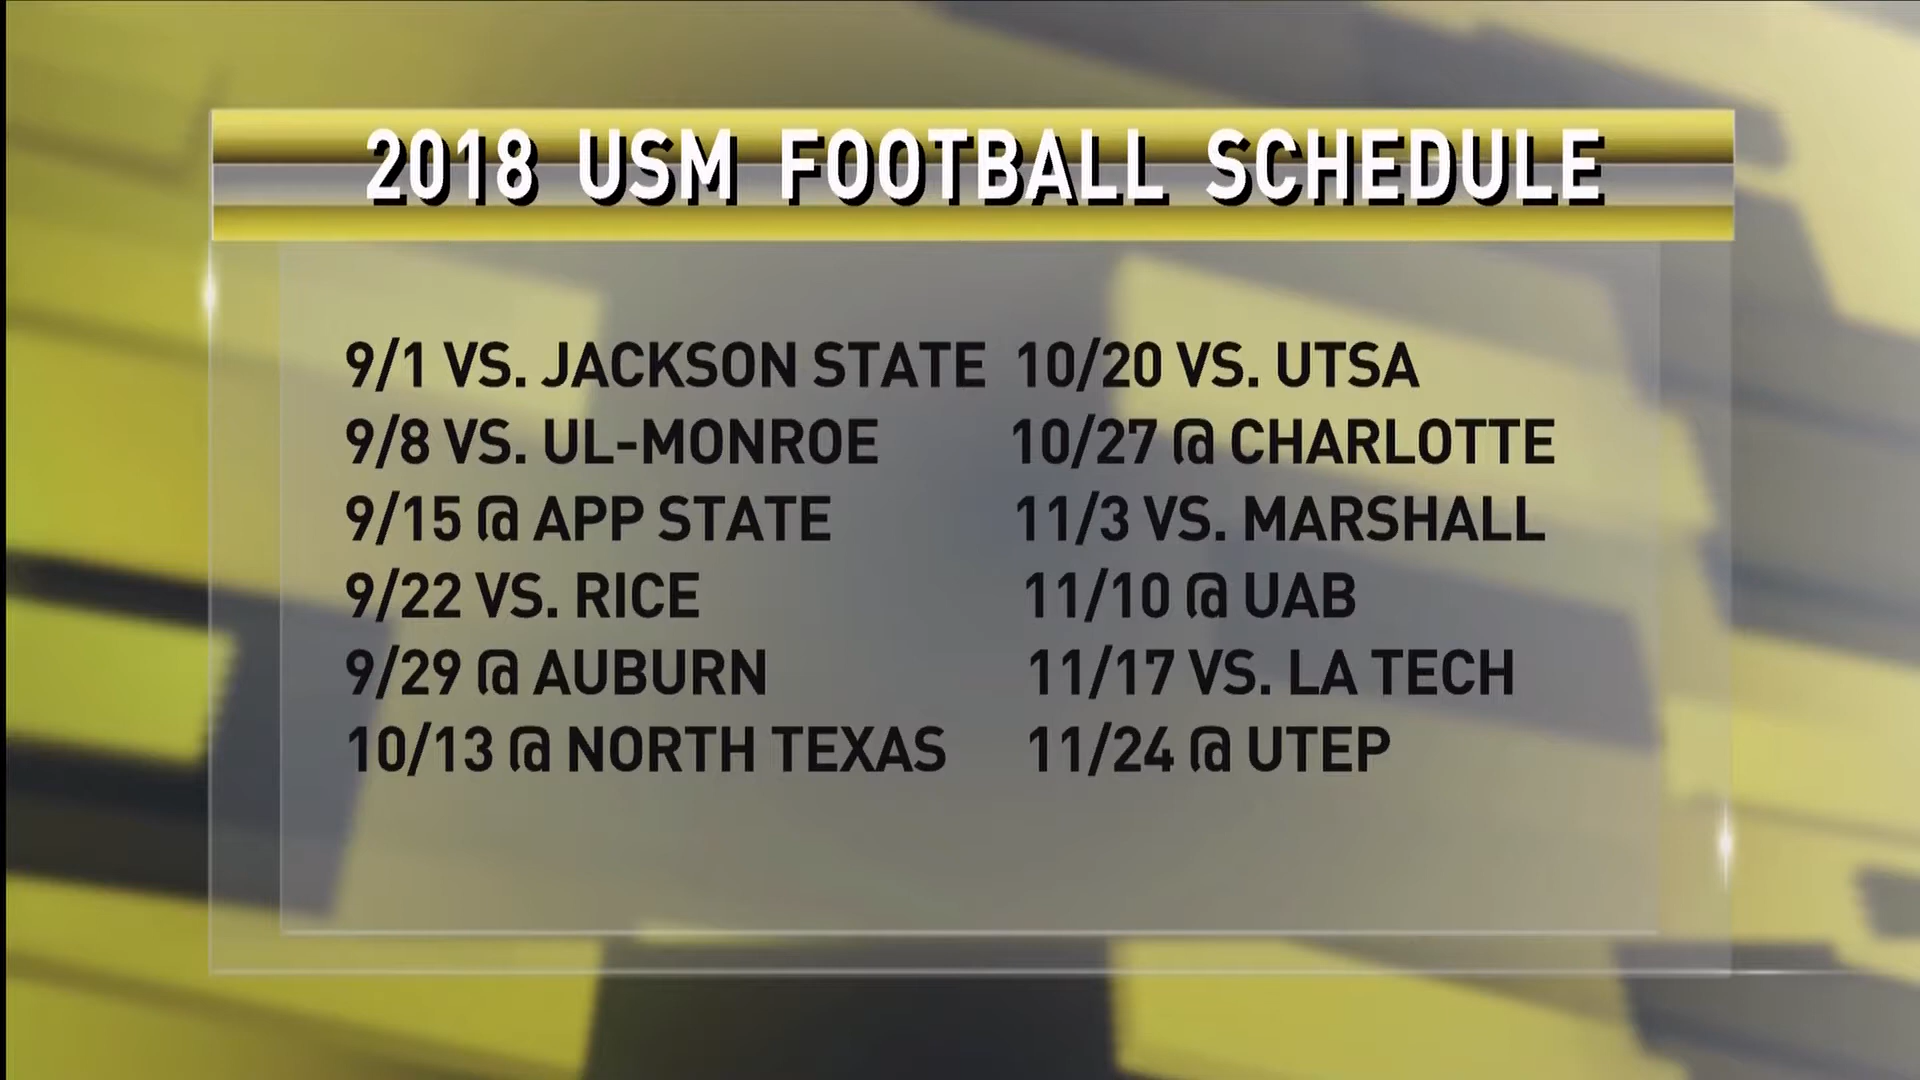 2018 USM FOOTBALL SCHEDULE
9/1 VS. JACKSON STATE
9/8 VS. UL-MONROE
9/15 @ APP STATE
9/22 VS. RICE
9/29 @ AUBURN
10/13 @ NORTH TEXAS
10/20 VS. UTSA
10/27 @ CHARLOTTE
11/3 VS. MARSHALL
11/10 @ UAB
11/17 VS. LA TECH
11/24 @ UTEP